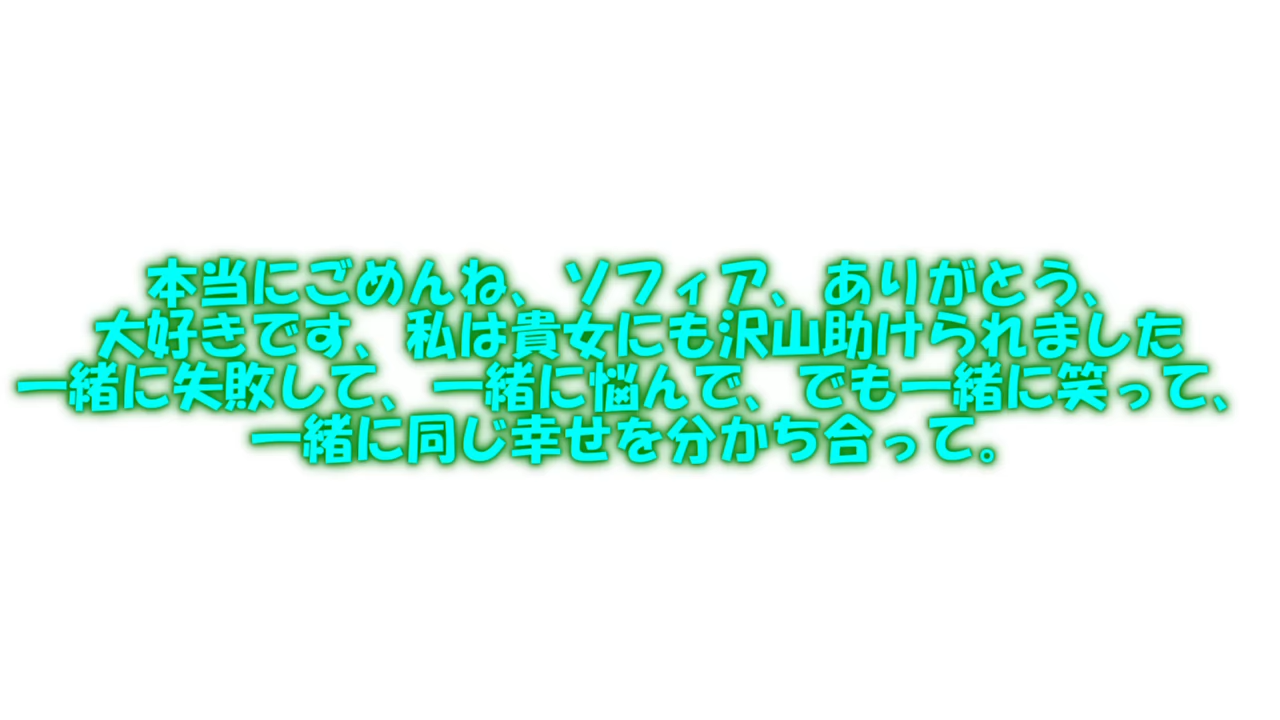 本当にごめんね、ソフィア、ありがとう、
大好きです、私は貴女にも沢山助けられました
一緒に失敗して、一緒に悩んで、でも一緒に笑って、
一緒に同じ幸せを分かち合って。